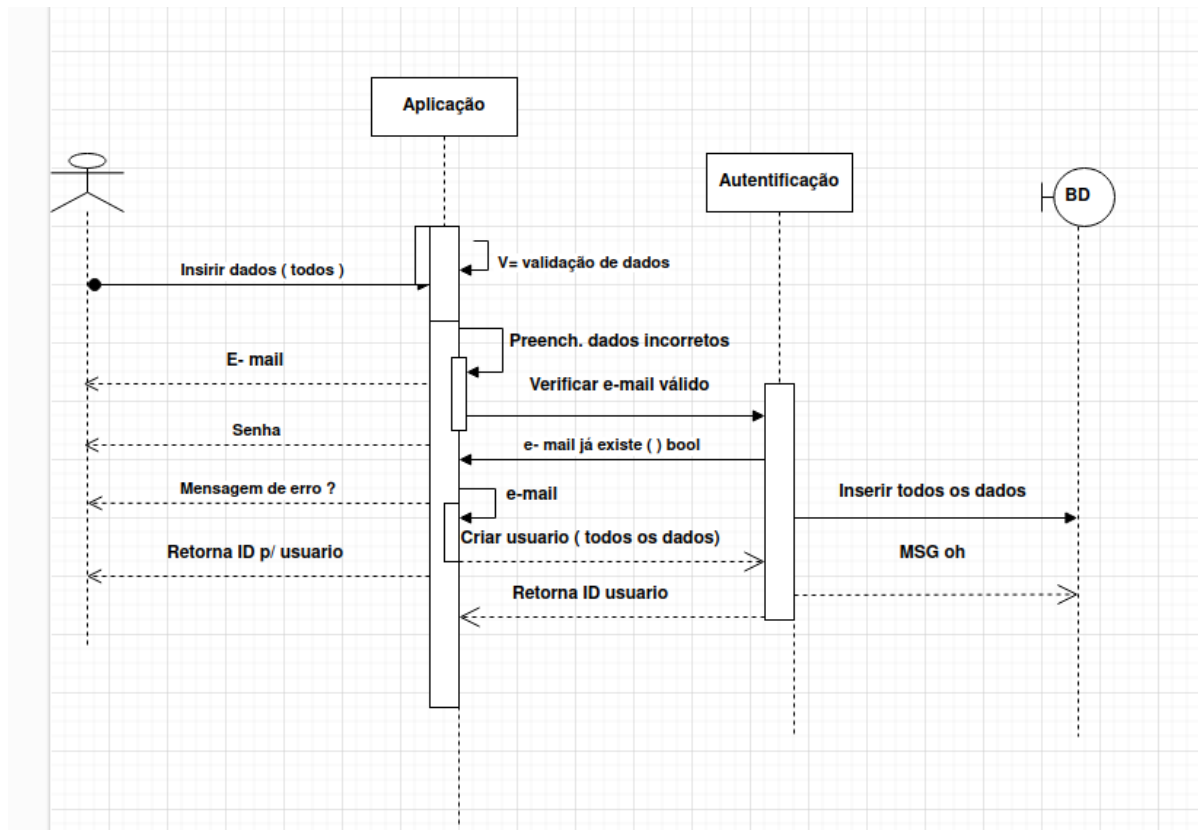 Aplicação
Autentificação
BD
Insirir dados ( todos )
V= validação de dados
Preench. dados incorretos
E- mail
Verificar e-mail válido
Senha
e- mail já existe ( ) bool
Mensagem de erro ?
e-mail
Inserir todos os dados
Criar usuario ( todos os dados)
Retorna ID p/ usuario
MSG oh
Retorna ID usuario